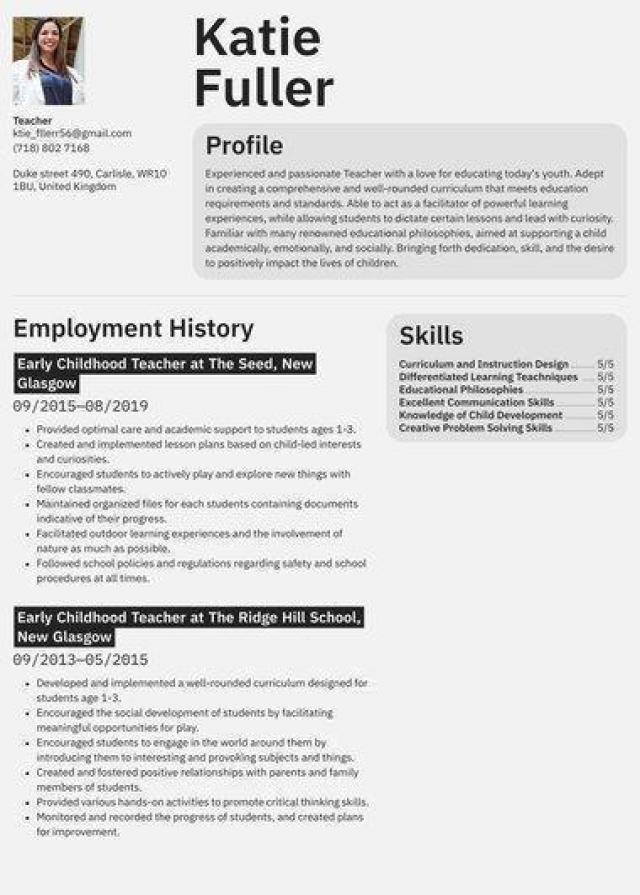 Katie
Fuller
Teacher
ktie_fllerr56@gmail.com
(718) 802 7168
Duke street 490, Carlisle, WR10
1BU, United Kingdom
Profile
Experienced and passionate Teacher with a love for educating today's youth. Adept
in creating a comprehensive and well-rounded curriculum that meets education
requirements and standards. Able to act as a facilitator of powerful learning
experiences, while allowing students to dictate certain lessons and lead with curiosity.
Familiar with many renowned educational philosophies, aimed at supporting a child
academically, emotionally, and socially. Bringing forth dedication, skill, and the desire
to positively impact the lives of children.
Employment History
Early Childhood Teacher at The Seed, New
Glasgow
09/2015—08/2019
• Provided optimal care and academic support to students ages 1-3.
• Created and implemented lesson plans based on child-led interests
and curiosities.
• Encouraged students to actively play and explore new things with
fellow classmates.
• Maintained organized files for each students containing documents
indicative of their progress.
• Facilitated outdoor learning experiences and the involvement of
nature as much as possible.
• Followed school policies and regulations regarding safety and school
procedures at all times.
Early Childhood Teacher at The Ridge Hill School,
New Glasgow
09/2013—05/2015
• Developed and implemented a well-rounded curriculum designed for
students age 1-3.
• Encouraged the social development of students by facilitating
meaningful opportunities for play.
• Encouraged students to engage in the world around them by
introducing them to interesting and provoking subjects and things.
• Created and fostered positive relationships with parents and family
members of students.
• Provided various hands-on activities to promote critical thinking skills.
• Monitored and recorded the progress of students, and created plans
for improvement.
Skills
Curriculum and Instruction Design 5/5
Differentiated Learning Teachniques 5/5
Educational Philosophies 5/5
Excellent Communication Skills 5/5
Knowledge of Child Development 5/5
Creative Problem Solving Skills 5/5